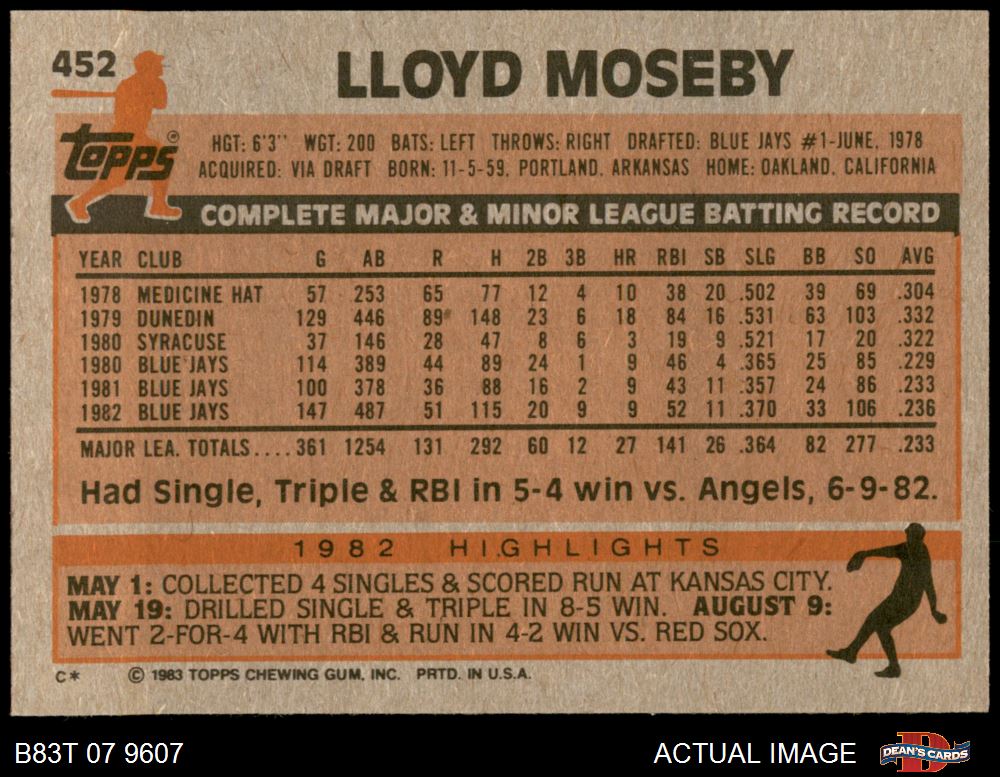 452 LLOYD MOSEBY
Topps®
HGT: 6'3" WGT: 200 BATS: LEFT THROWS: RIGHT DRAFTED: BLUE JAYS #1-JUNE, 1978
ACQUIRED: VIA DRAFT BORN: 11-5-59, PORTLAND, ARKANSAS HOME: OAKLAND, CALIFORNIA
COMPLETE MAJOR & MINOR LEAGUE BATTING RECORD
YEAR CLUB G AB R H 2B 3B HR RBI SB SLG BB SO AVG
1978 MEDICINE HAT 57 253 65 77 12 4 10 38 20 .502 39 69 .304
1979 DUNEDIN 129 446 89* 148 23 6 18 84 16 .531 63 103 .332
1980 SYRACUSE 37 146 28 47 8 6 3 19 9 .521 17 20 .322
1980 BLUE JAYS 114 389 44 89 24 1 9 46 4 .365 25 85 .229
1981 BLUE JAYS 100 378 36 88 16 2 9 43 11 .357 24 86 .233
1982 BLUE JAYS 147 487 51 115 20 9 9 52 11 .370 33 106 .236
MAJOR LEA. TOTALS.... 361 1254 131 292 60 12 27 141 26 .364 82 277 .233
Had Single, Triple & RBI in 5-4 win vs. Angels, 6-9-82.
1982 HIGHLIGHTS
MAY 1: COLLECTED 4 SINGLES & SCORED RUN AT KANSAS CITY.
MAY 19: DRILLED SINGLE & TRIPLE IN 8-5 WIN. AUGUST 9:
WENT 2-FOR-4 WITH RBI & RUN IN 4-2 WIN VS. RED SOX.
C* © 1983 TOPPS CHEWING GUM, INC. PRTD. IN U.S.A.
B83T 07 9607 ACTUAL IMAGE DEAN'S CARDS